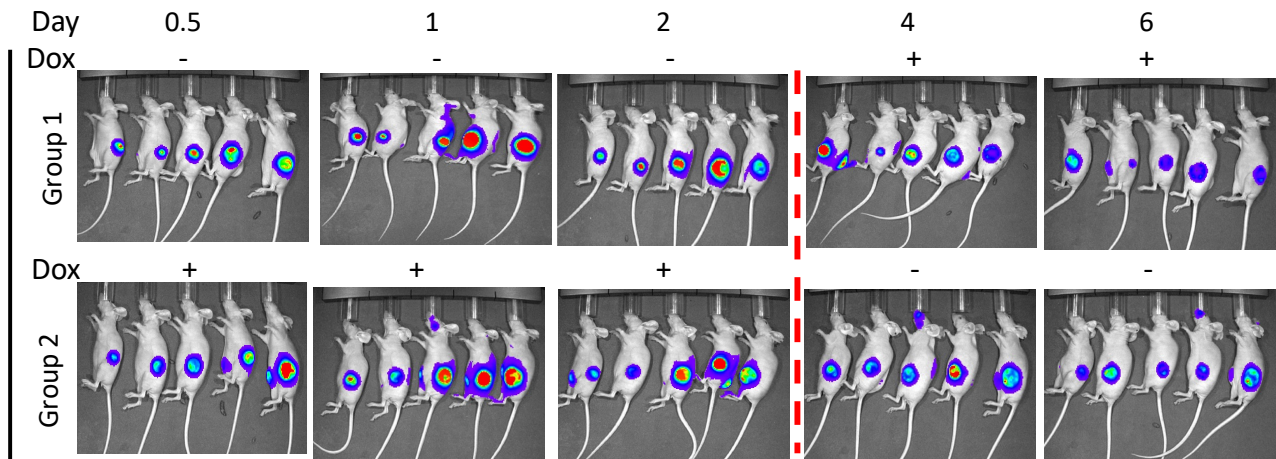 Day 0.5 1 2 4 6
Dox - - - + +
Group 1
Dox + + + - -
Group 2